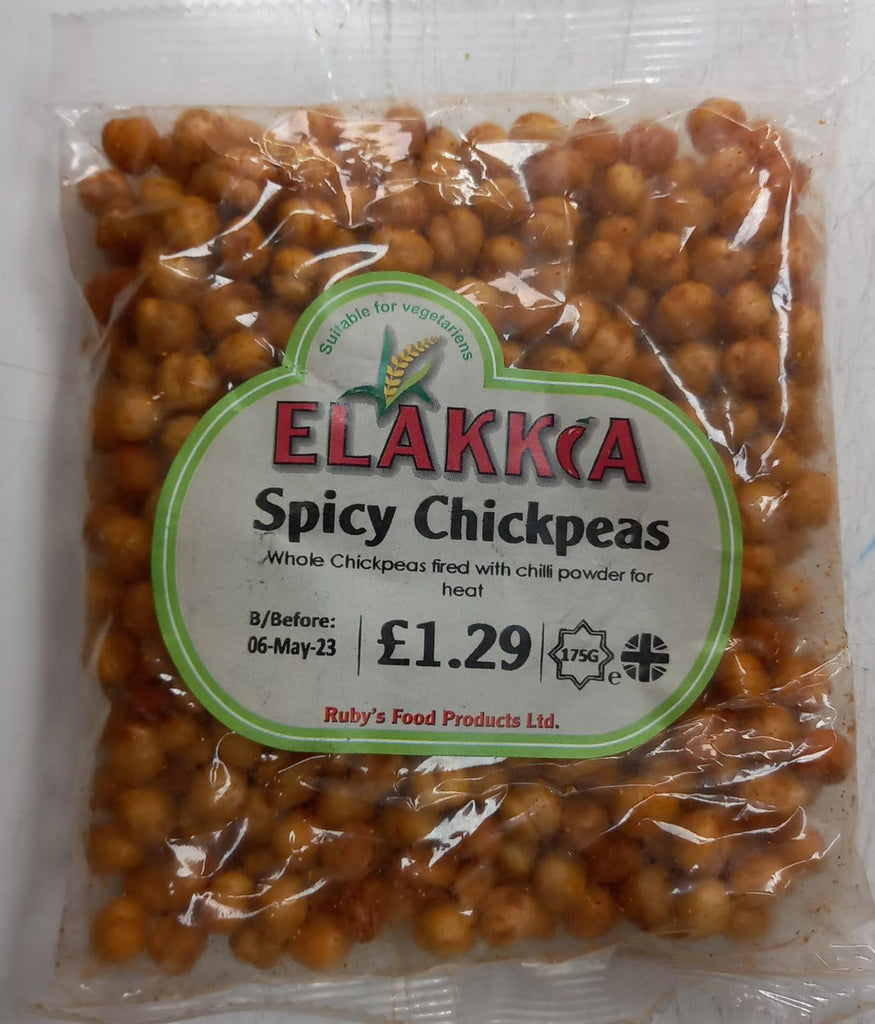 Suitable for vegetariens
ELAKKIA
Spicy Chickpeas
Whole Chickpeas fired with chilli powder for
heat
B/Before:
06-May-23
£1.29
175G
e
Ruby's Food Products Ltd.